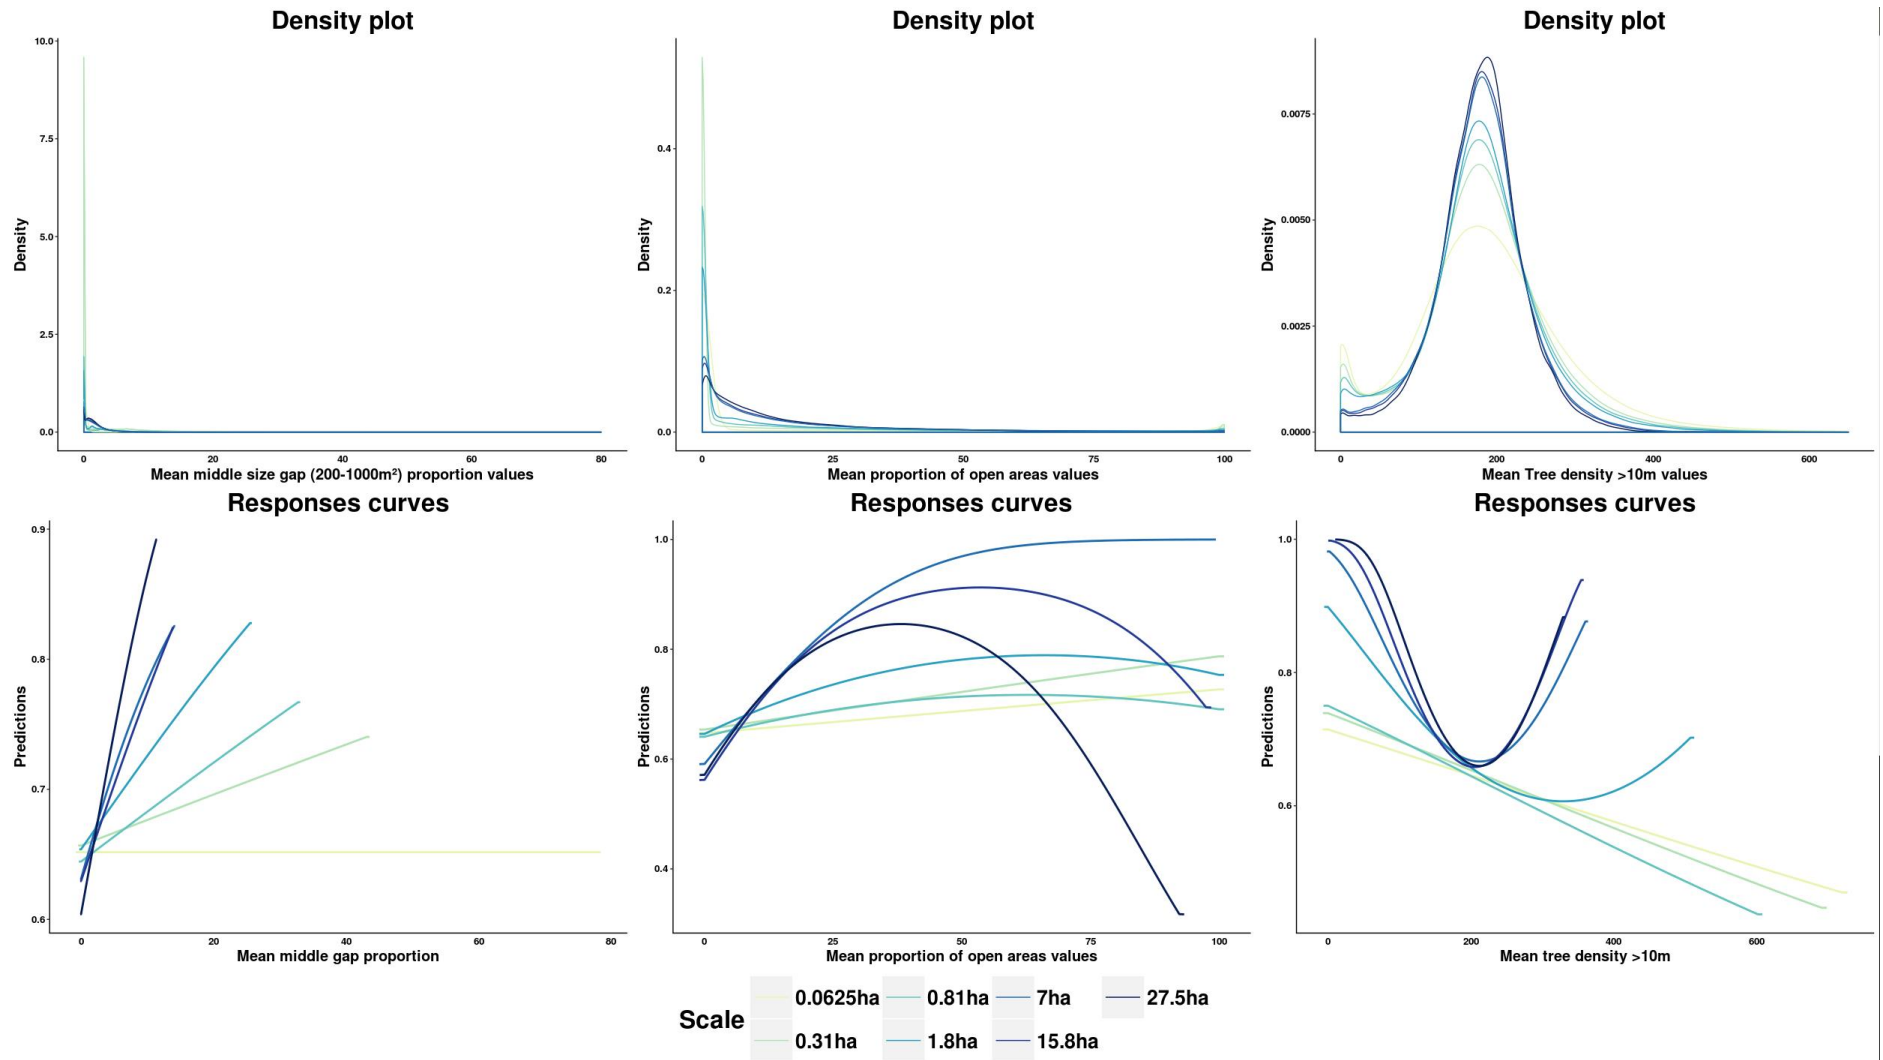 Density plot
10.0
7.5
5.0
2.5
0.0
Density
0 20 40 60 80
Mean middle size gap (200-1000m²) proportion values
Density plot
0.4
0.2
0.0
Density
0 25 50 75 100
Mean proportion of open areas values
Density plot
0.0075
0.0050
0.0025
0.0000
Density
0 200 400 600
Mean Tree density >10m values
Responses curves
0.9
0.8
0.7
0.6
Predictions
0 20 40 60 80
Mean middle gap proportion
Responses curves
1.0
0.8
0.6
0.4
Predictions
0 25 50 75 100
Mean proportion of open areas values
Responses curves
1.0
0.8
0.6
Predictions
0 200 400 600
Mean tree density >10m
Scale
0.0625ha 0.81ha 7ha 27.5ha
0.31ha 1.8ha 15.8ha